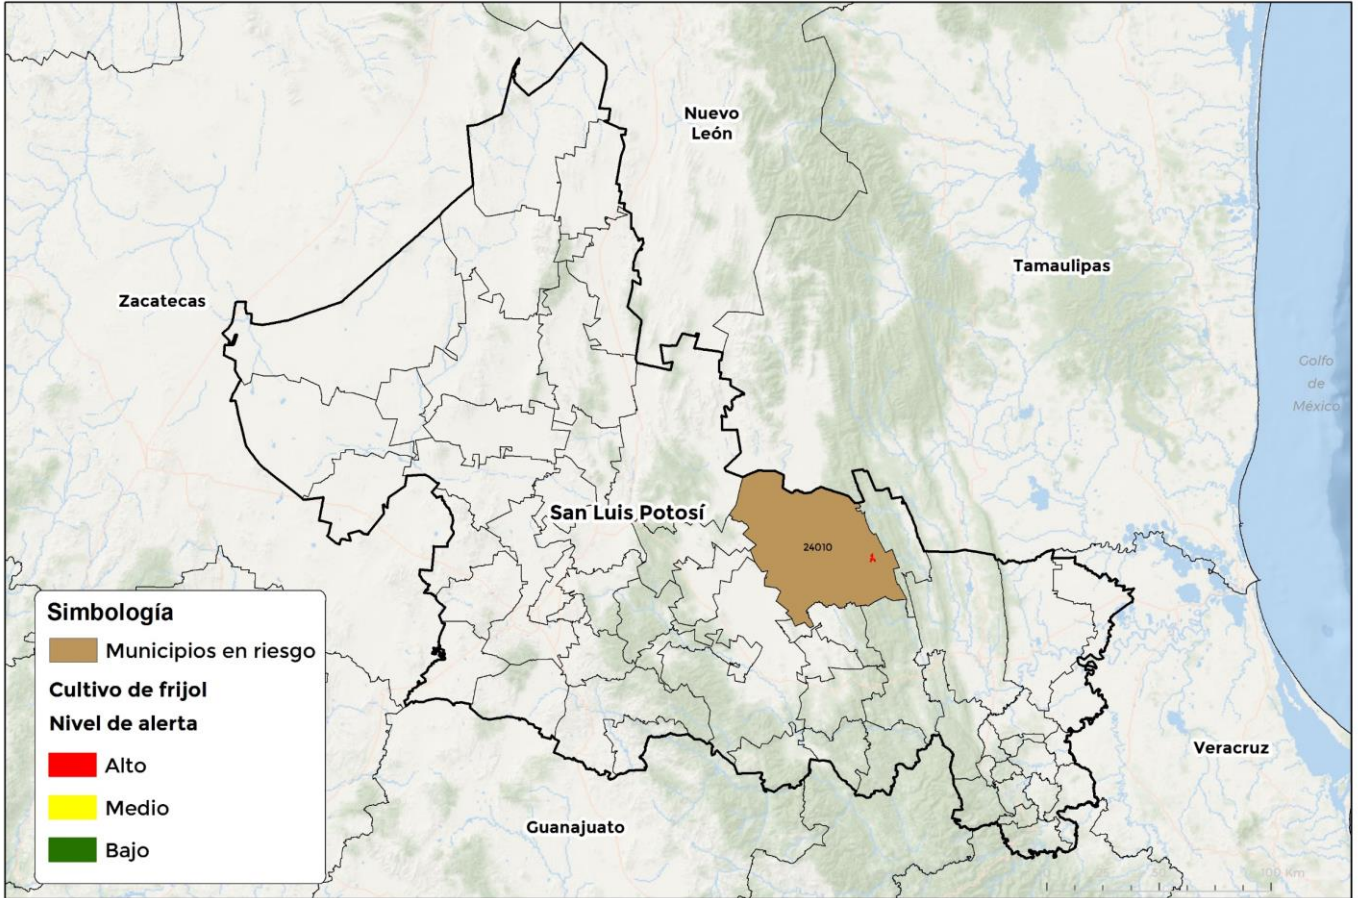 Nuevo
León
Tamaulipas
Zacatecas
Golfo
de
México
San Luis Potosí
24010
Simbología
Municipios en riesgo
Cultivo de frijol
Nivel de alerta
Alto
Medio
Bajo
Veracruz
Guanajuato
100 Km